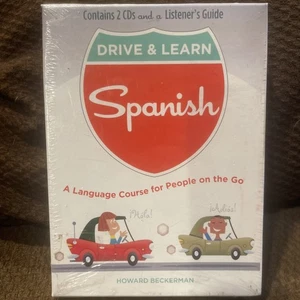 Contains 2 CDs and a Listener's Guide
DRIVE & LEARN
Spanish
A Language Course for People on the Go
¡Hola!
¡Adiós!
HOWARD BECKERMAN